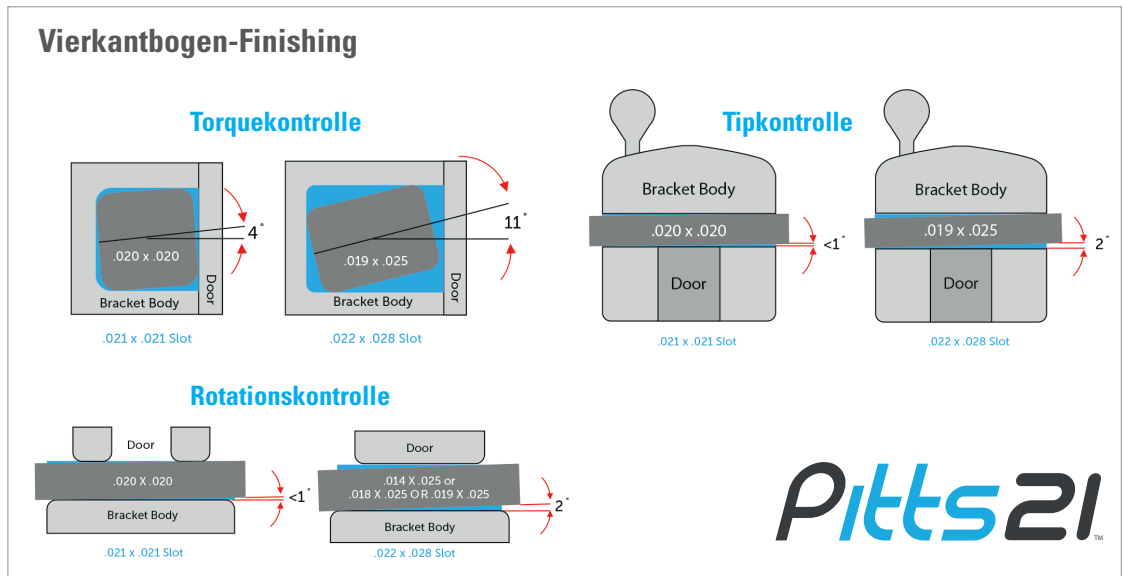 Vierkantbogen-Finishing
Torquekontrolle
4°
.020 x .020
Door
Bracket Body
.021 x .021 Slot
11°
.019 x .025
Door
Bracket Body
.022 x .028 Slot
Tipkontrolle
Bracket Body
.020 x .020
<1°
Door
.021 x .021 Slot
Bracket Body
.019 x .025
2°
Door
.022 x .028 Slot
Rotationskontrolle
Door
.020 X .020
<1°
Bracket Body
.021 x .021 Slot
Door
.014 X .025 or
.018 X .025 OR .019 X .025
2°
Bracket Body
.022 x .028 Slot
Pitts21™